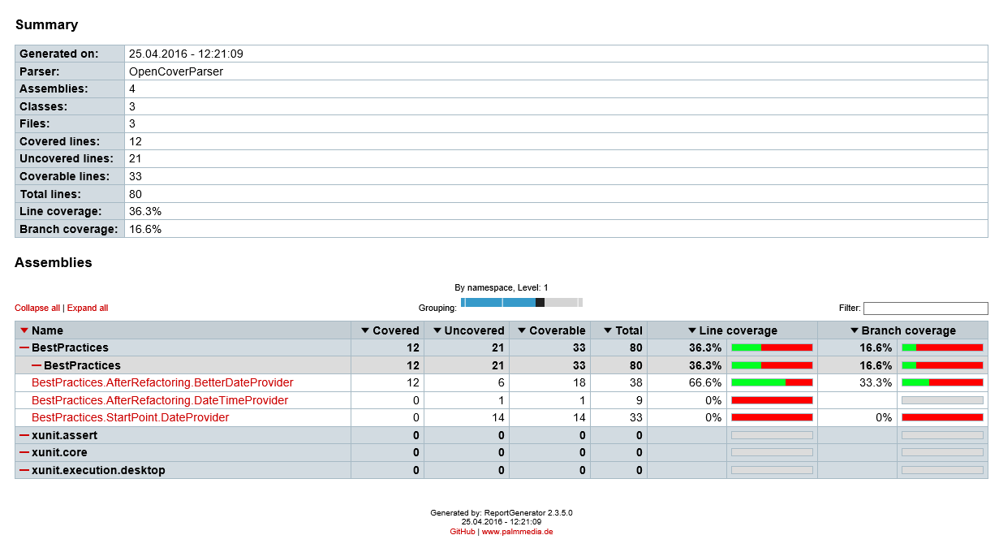 Summary
Generated on: 25.04.2016 - 12:21:09
Parser: OpenCoverParser
Assemblies: 4
Classes: 3
Files: 3
Covered lines: 12
Uncovered lines: 21
Coverable lines: 33
Total lines: 80
Line coverage: 36.3%
Branch coverage: 16.6%
Assemblies
By namespace, Level: 1
Collapse all | Expand all Grouping: Filter:
Name Covered Uncovered Coverable Total Line coverage Branch coverage
BestPractices 12 21 33 80 36.3% 16.6%
BestPractices 12 21 33 80 36.3% 16.6%
BestPractices.AfterRefactoring.BetterDateProvider 12 6 18 38 66.6% 33.3%
BestPractices.AfterRefactoring.DateTimeProvider 0 1 1 9 0%
BestPractices.StartPoint.DateProvider 0 14 14 33 0% 0%
xunit.assert 0 0 0 0
xunit.core 0 0 0 0
xunit.execution.desktop 0 0 0 0
Generated by: ReportGenerator 2.3.5.0
25.04.2016 - 12:21:09
GitHub | www.palmmedia.de